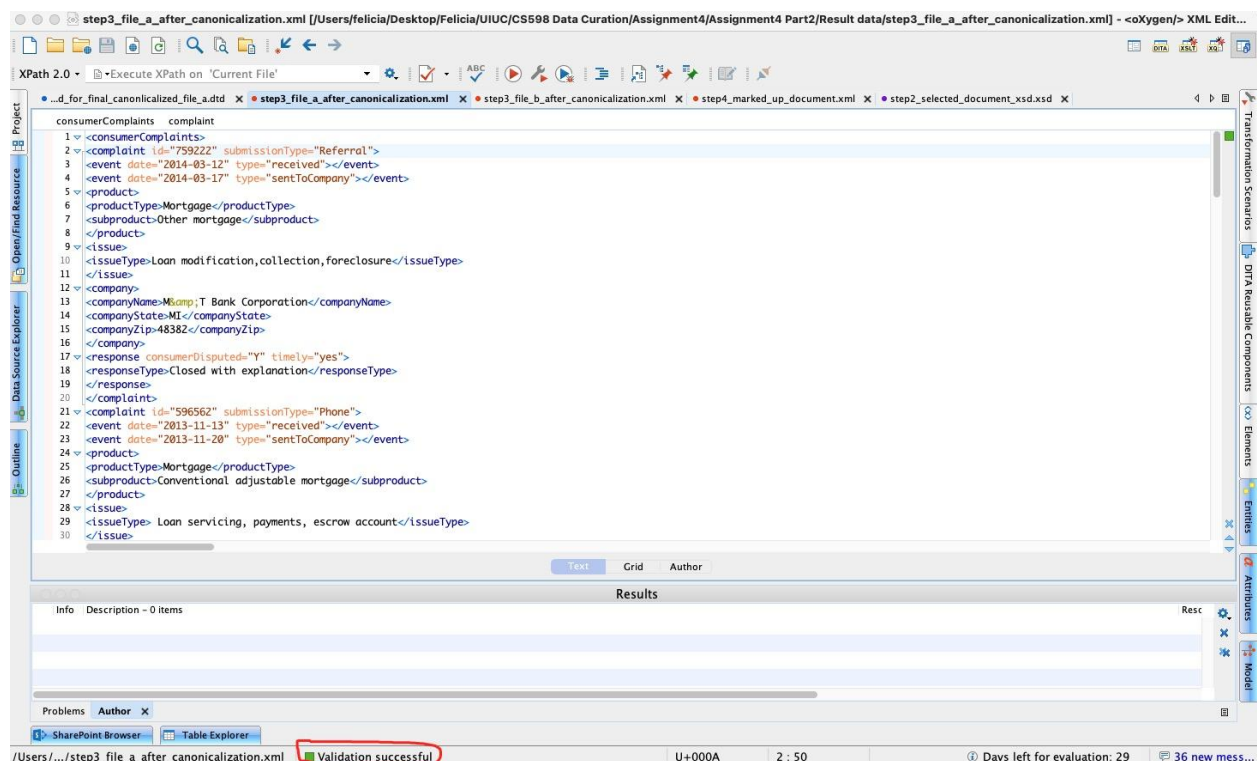 step3_file_a_after_canonicalization.xml [/Users/felicia/Desktop/Felicia/UIUC/CS598 Data Curation/Assignment4/Assignment4 Part2/Result data/step3_file_a_after_canonicalization.xml] - <oXygen/> XML Edit...
DITA XSLT XQ
XPath 2.0 Execute XPath on 'Current File' ABC
...d_for_final_canonlicalized_file_a.dtd step3_file_a_after_canonicalization.xml step3_file_b_after_canonicalization.xml step4_marked_up_document.xml step2_selected_document_xsd.xsd
consumerComplaints complaint
1 <consumerComplaints>
2 <complaint id="759222" submissionType="Referral">
3 <event date="2014-03-12" type="received"></event>
4 <event date="2014-03-17" type="sentToCompany"></event>
5 <product>
6 <productType>Mortgage</productType>
7 <subproduct>Other mortgage</subproduct>
8 </product>
9 <issue>
10 <issueType>Loan modification,collection,foreclosure</issueType>
11 </issue>
12 <company>
13 <companyName>M&amp;T Bank Corporation</companyName>
14 <companyState>MI</companyState>
15 <companyZip>48382</companyZip>
16 </company>
17 <response consumerDisputed="Y" timely="yes">
18 <responseType>Closed with explanation</responseType>
19 </response>
20 </complaint>
21 <complaint id="596562" submissionType="Phone">
22 <event date="2013-11-13" type="received"></event>
23 <event date="2013-11-20" type="sentToCompany"></event>
24 <product>
25 <productType>Mortgage</productType>
26 <subproduct>Conventional adjustable mortgage</subproduct>
27 </product>
28 <issue>
29 <issueType> Loan servicing, payments, escrow account</issueType>
30 </issue>
Project
Open/Find Resource
Data Source Explorer
Outline
Transformation Scenarios
DITA Reusable Components
Elements
Entities
Attributes
Model
Text Grid Author
Results
Info Description - 0 items Resc
Problems Author X
SharePoint Browser Table Explorer
/Users/.../step3_file_a_after_canonicalization.xml Validation successful U+000A 2 : 50 Days left for evaluation: 29 36 new mess...